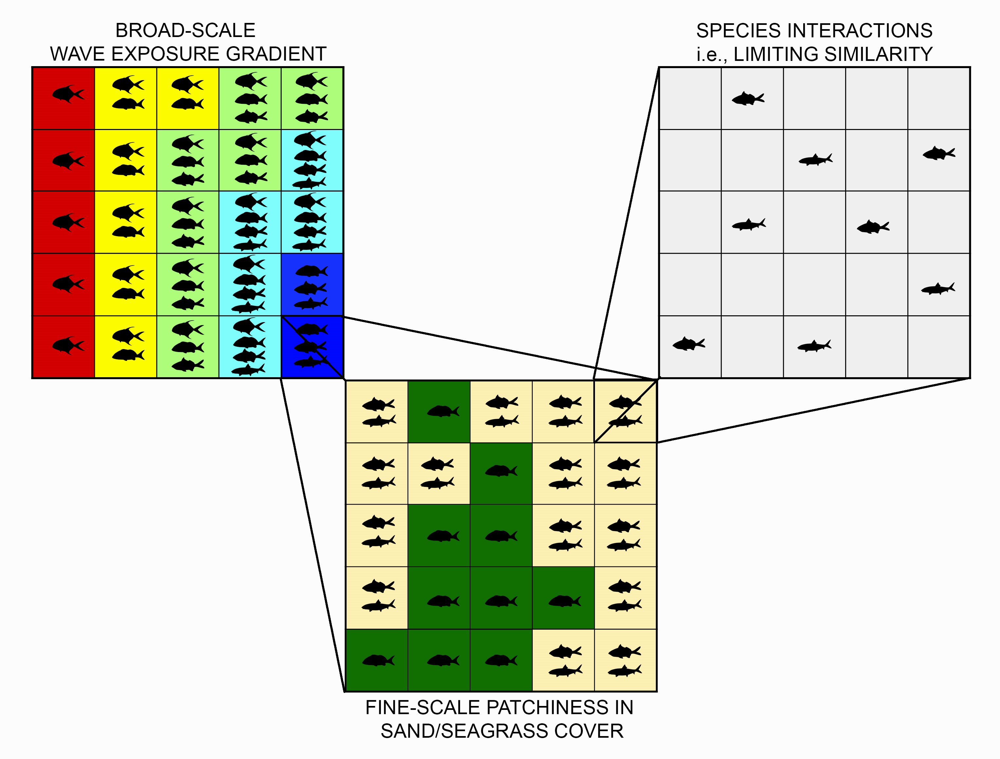 BROAD-SCALE
WAVE EXPOSURE GRADIENT
SPECIES INTERACTIONS
i.e., LIMITING SIMILARITY
FINE-SCALE PATCHINESS IN
SAND/SEAGRASS COVER